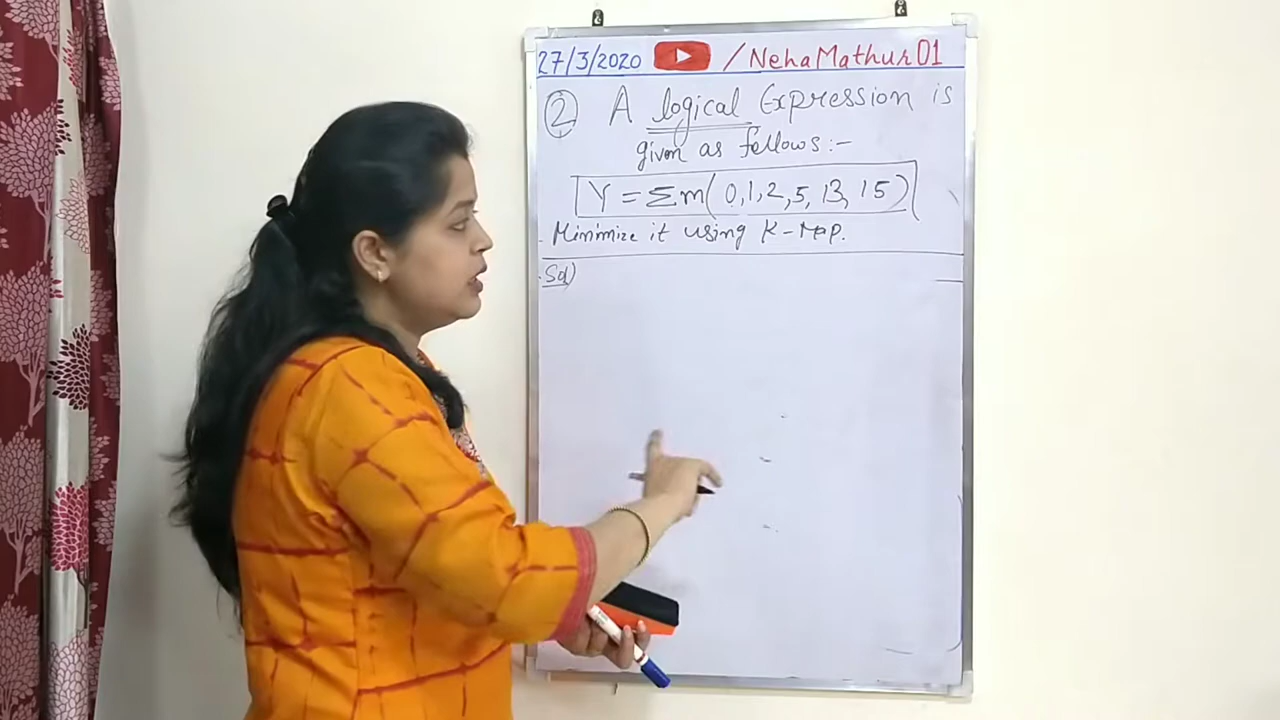 27/3/2020 /NehaMathur01
2 A logical Expression is
given as follows:-
Y = Σm( 0,1,2,5, 13, 15)
Minimize it using K-Map.
Sol)